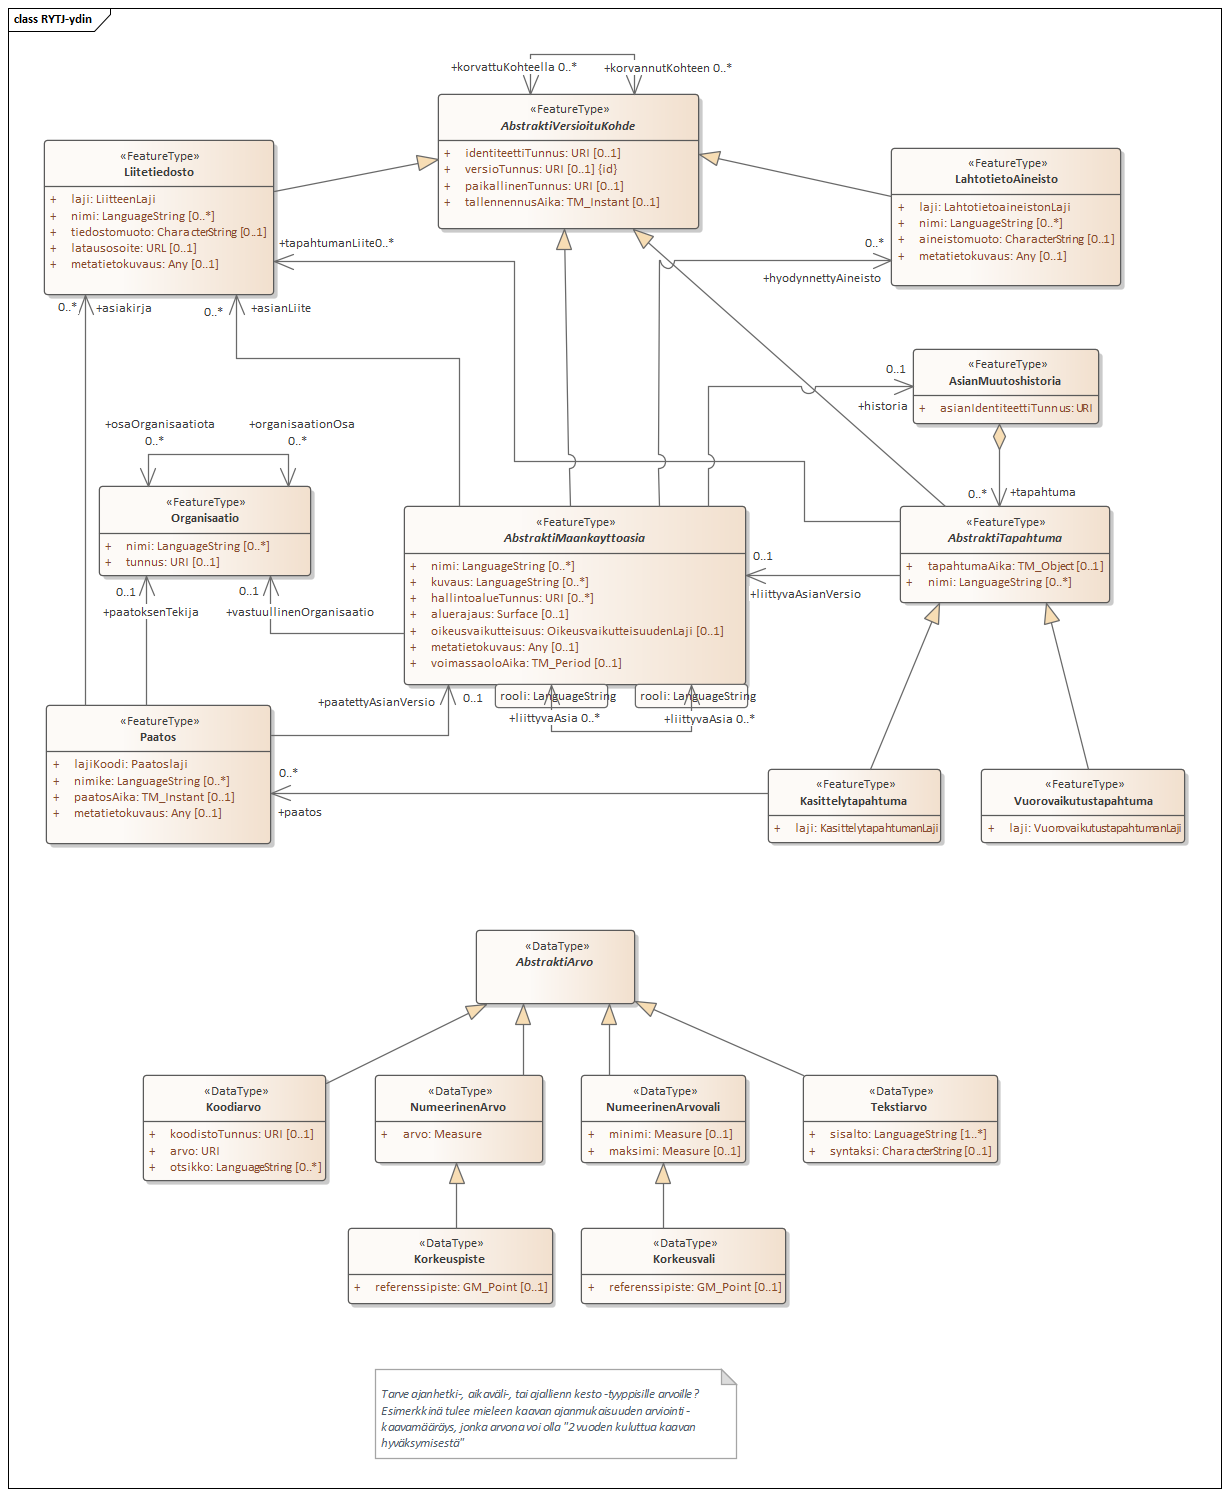 class RYTJ-ydin
+korvattuKohteella 0..*
+korvannutKohteen 0..*
«FeatureType»
AbstraktiVersioituKohde
+ identiteettiTunnus: URI [0..1]
+ versioTunnus: URI [0..1] {id}
+ paikallinenTunnus: URI [0..1]
+ tallennennusAika: TM_Instant [0..1]
«FeatureType»
Liitetiedosto
+ laji: LiitteenLaji
+ nimi: LanguageString [0..*]
+ tiedostomuoto: CharacterString [0..1]
+ latausosoite: URL [0..1]
+ metatietokuvaus: Any [0..1]
«FeatureType»
LahtotietoAineisto
+ laji: LahtotietoaineistonLaji
+ nimi: LanguageString [0..*]
+ aineistomuoto: CharacterString [0..1]
+ metatietokuvaus: Any [0..1]
+tapahtumanLiite0..*
0..*
+hyodynnettyAineisto
0..*
+asiakirja
0..*
+asianLiite
«FeatureType»
AsianMuutoshistoria
+ asianIdentiteettiTunnus: URI
0..1
+historia
+osaOrganisaatiota
0..*
+organisaationOsa
0..*
«FeatureType»
Organisaatio
+ nimi: LanguageString [0..*]
+ tunnus: URI [0..1]
0..*
+tapahtuma
«FeatureType»
AbstraktiMaankayttoasia
+ nimi: LanguageString [0..*]
+ kuvaus: LanguageString [0..*]
+ hallintoalueTunnus: URI [0..*]
+ aluerajaus: Surface [0..1]
+ oikeusvaikutteisuus: OikeusvaikutteisuudenLaji [0..1]
+ metatietokuvaus: Any [0..1]
+ voimassaoloAika: TM_Period [0..1]
«FeatureType»
AbstraktiTapahtuma
+ tapahtumaAika: TM_Object [0..1]
+ nimi: LanguageString [0..*]
0..1
+liittyvaAsianVersio
0..1
+paatoksenTekija
0..1
+vastuullinenOrganisaatio
rooli: LanguageString
rooli: LanguageString
+paatettyAsianVersio
0..1
+liittyvaAsia 0..*
+liittyvaAsia 0..*
«FeatureType»
Paatos
+ lajiKoodi: Paatoslaji
+ nimike: LanguageString [0..*]
+ paatosAika: TM_Instant [0..1]
+ metatietokuvaus: Any [0..1]
0..*
+paatos
«FeatureType»
Kasittelytapahtuma
+ laji: KasittelytapahtumanLaji
«FeatureType»
Vuorovaikutustapahtuma
+ laji: VuorovaikutustapahtumanLaji
«DataType»
AbstraktiArvo
«DataType»
Koodiarvo
+ koodistoTunnus: URI [0..1]
+ arvo: URI
+ otsikko: LanguageString [0..*]
«DataType»
NumeerinenArvo
+ arvo: Measure
«DataType»
NumeerinenArvovali
+ minimi: Measure [0..1]
+ maksimi: Measure [0..1]
«DataType»
Tekstiarvo
+ sisalto: LanguageString [1..*]
+ syntaksi: CharacterString [0..1]
«DataType»
Korkeuspiste
+ referenssipiste: GM_Point [0..1]
«DataType»
Korkeusvali
+ referenssipiste: GM_Point [0..1]
Tarve ajanhetki-, aikaväli-, tai ajallienn kesto -tyyppisille arvoille?
Esimerkkinä tulee mieleen kaavan ajanmukaisuuden arviointi -
kaavamääräys, jonka arvona voi olla "2 vuoden kuluttua kaavan
hyväksymisestä"